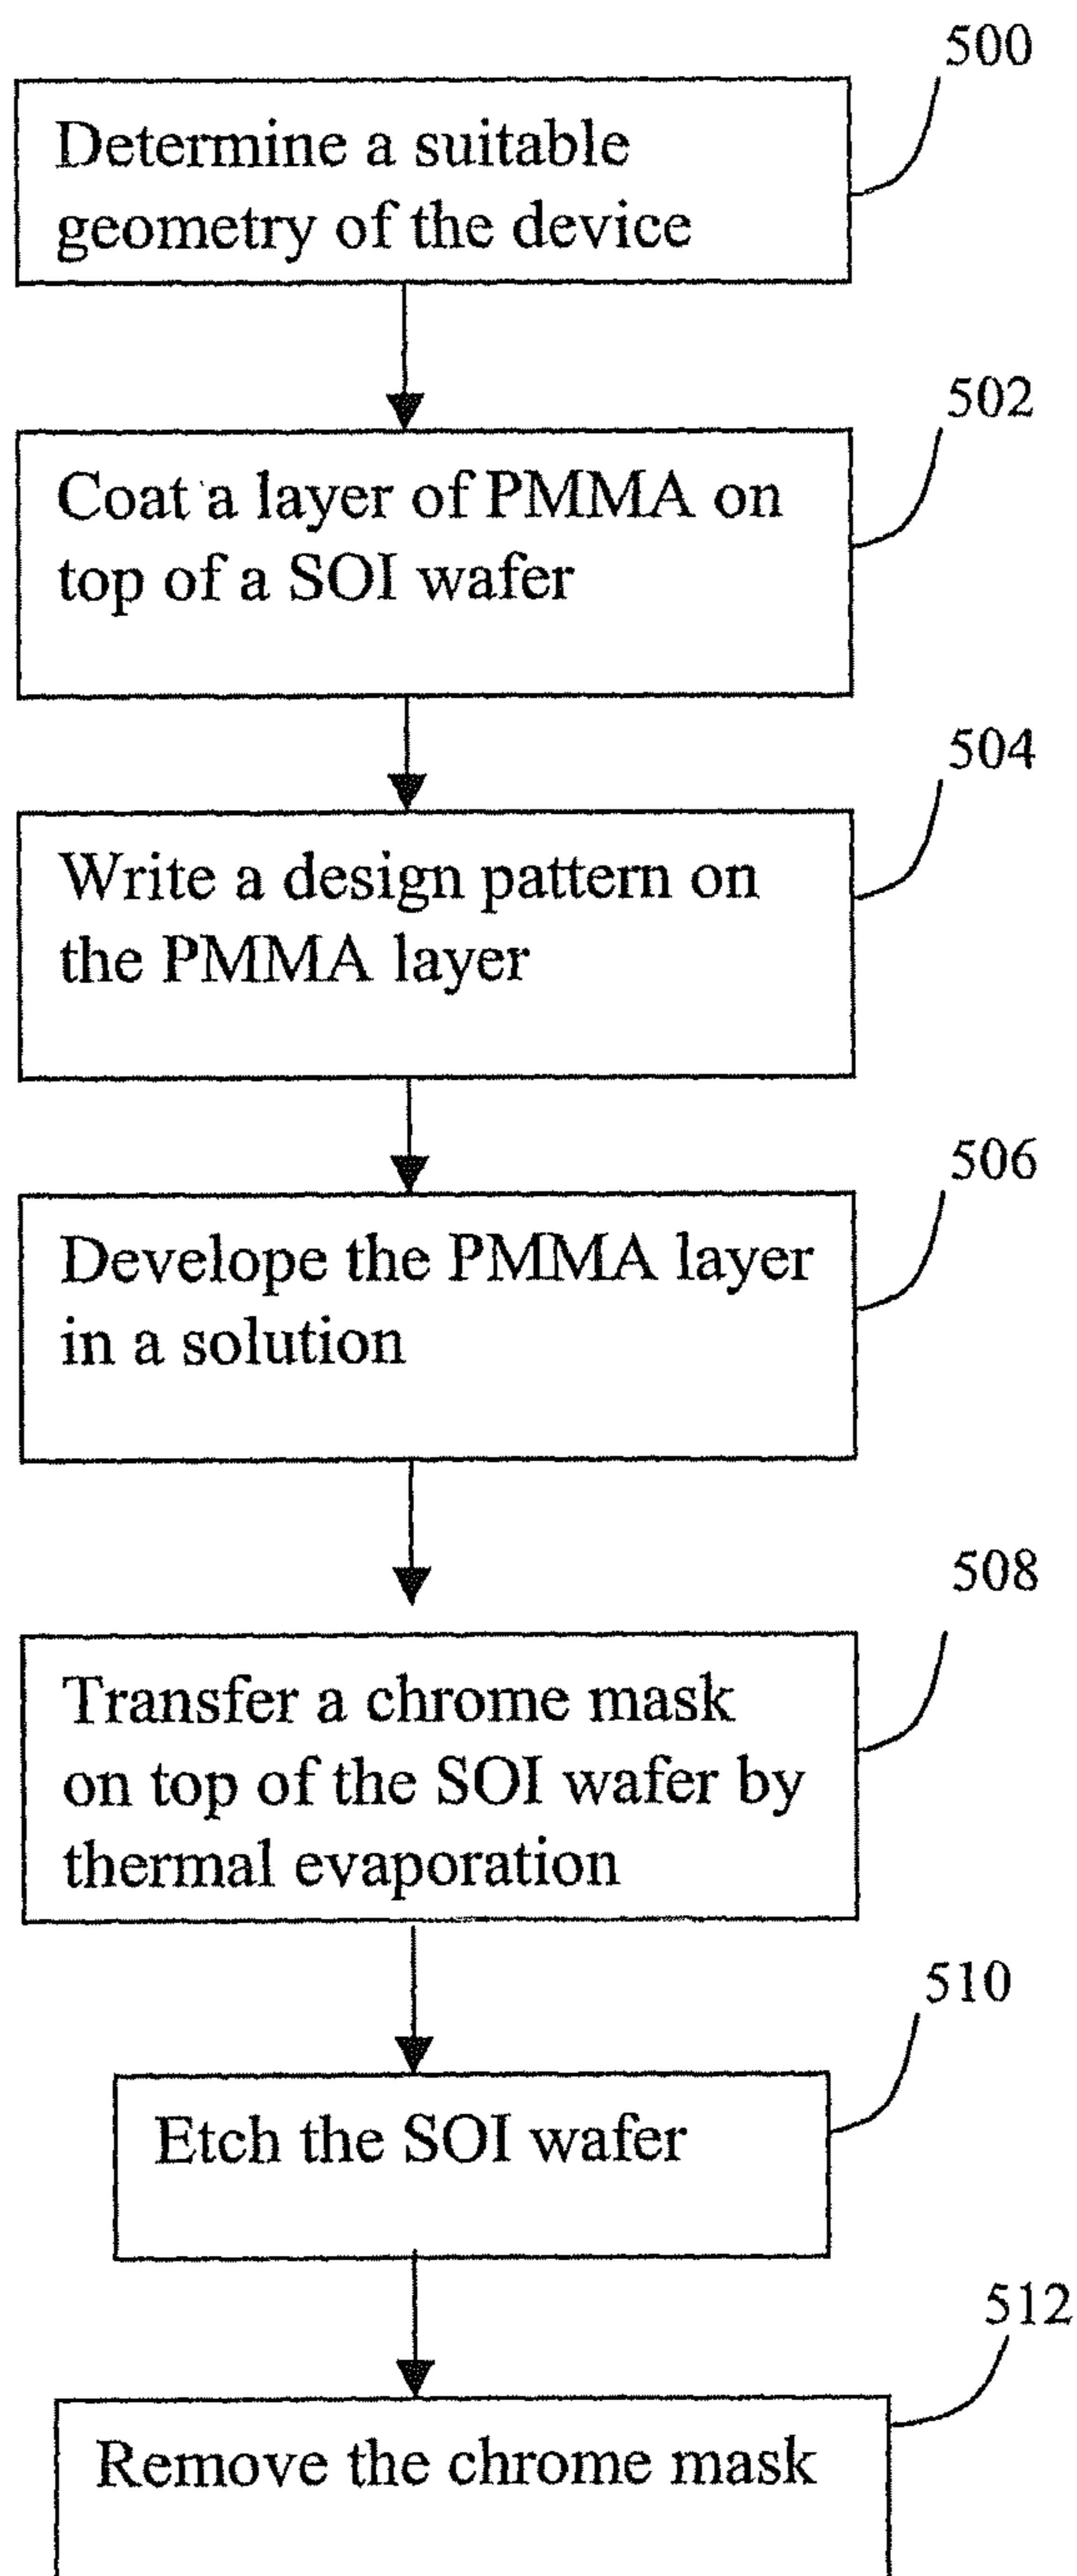 500
Determine a suitable
geometry of the device
502
Coat a layer of PMMA on
top of a SOI wafer
504
Write a design pattern on
the PMMA layer
506
Develope the PMMA layer
in a solution
508
Transfer a chrome mask
on top of the SOI wafer by
thermal evaporation
510
Etch the SOI wafer
512
Remove the chrome mask